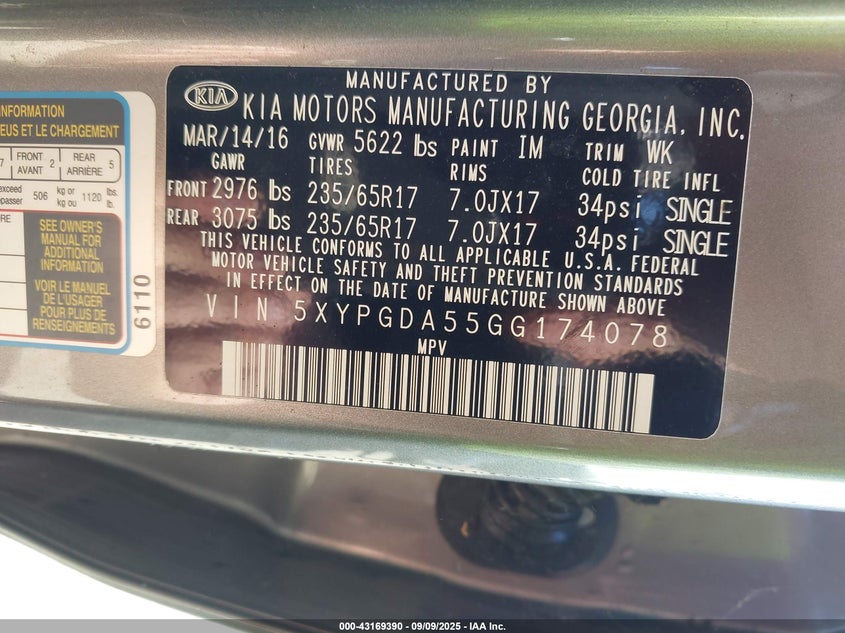 INFORMATION
EUS ET LE CHARGEMENT
7 FRONT AVANT 2 REAR ARRIÈRE 5
exceed 506 kg or kg ou 1120 lbs. lb.
SEE OWNER'S
MANUAL FOR
ADDITIONAL
INFORMATION
VOIR LE MANUEL
DE L'USAGER
POUR PLUS DE
RENSEIGNEMENTS
6110
MANUFACTURED BY
KIA KIA MOTORS MANUFACTURING GEORGIA, INC.
MAR/14/16 GVWR 5622 lbs PAINT IM TRIM WK
GAWR TIRES RIMS COLD TIRE INFL
FRONT 2976 lbs 235/65R17 7.0JX17 34psi SINGLE
REAR 3075 lbs 235/65R17 7.0JX17 34psi SINGLE
THIS VEHICLE CONFORMS TO ALL APPLICABLE U.S.A. FEDERAL
MOTOR VEHICLE SAFETY AND THEFT PREVENTION STANDARDS
IN EFFECT ON THE DATE OF MANUFACTURE SHOWN ABOVE
VIN 5XYPGDA55GG174078
MPV
000-43169390 - 09/09/2025 - IAA Inc.